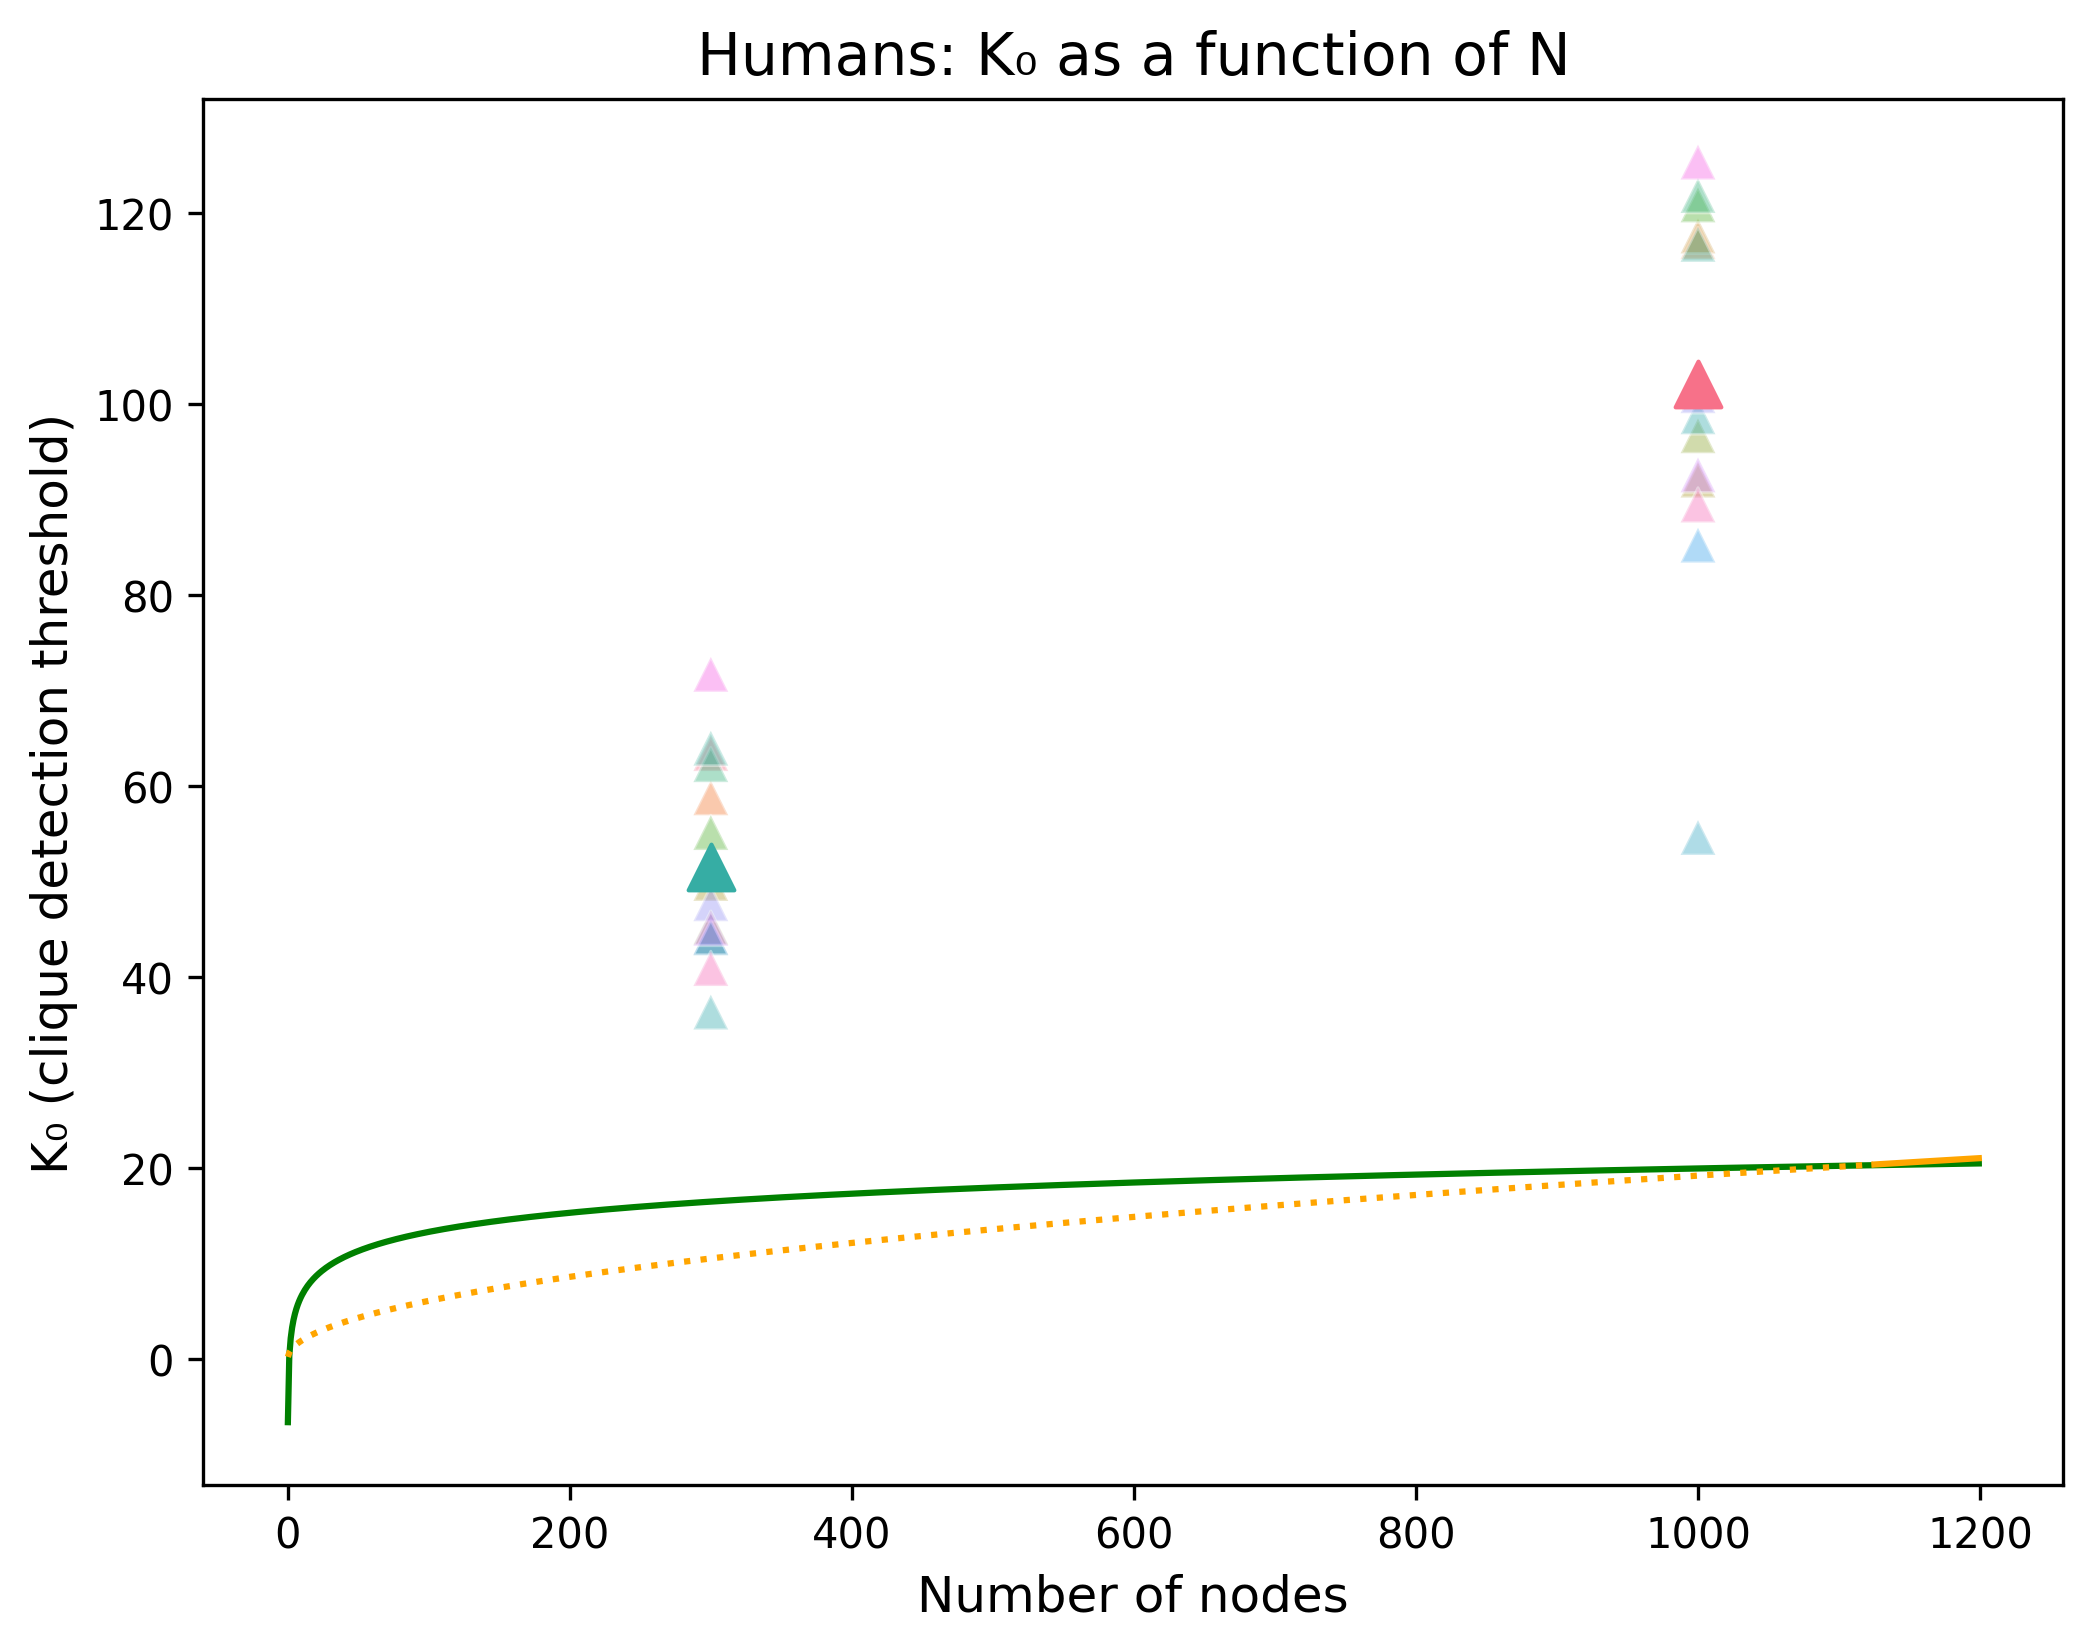 Humans: K₀ as a function of N
K₀ (clique detection threshold)
120
100
80
60
40
20
0
0 200 400 600 800 1000 1200
Number of nodes